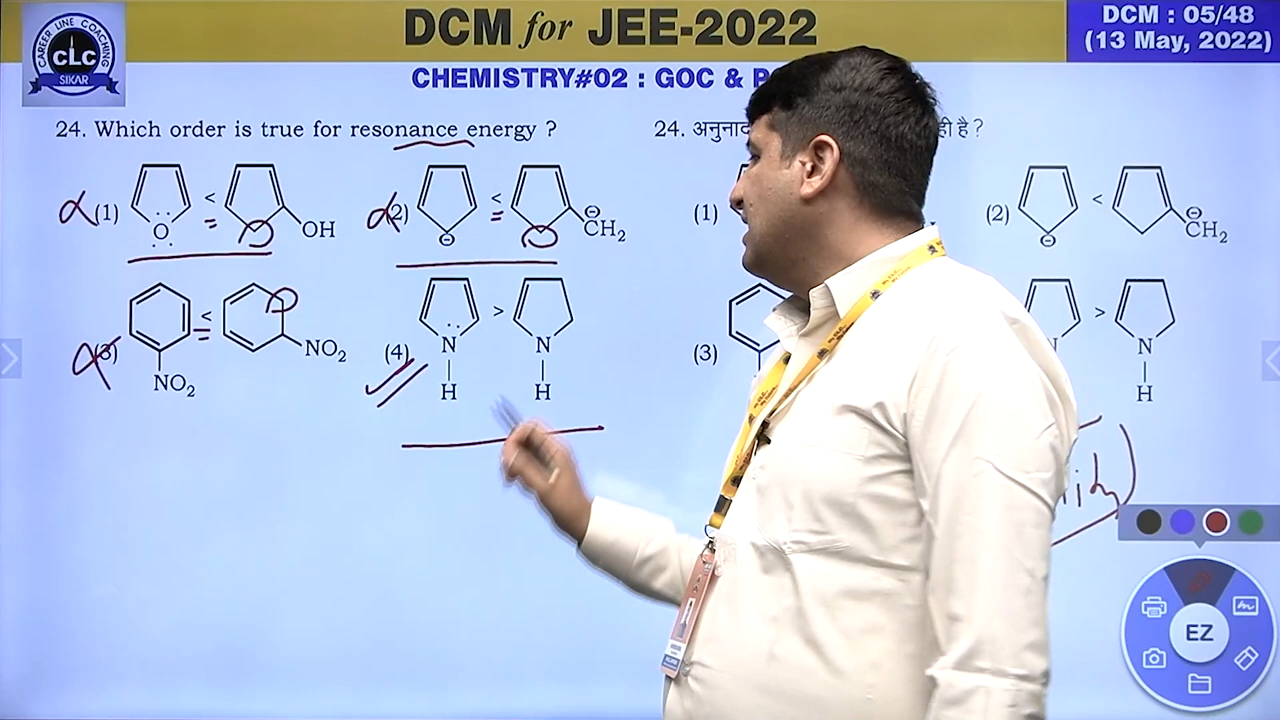 DCM for JEE-2022
DCM : 05/48
(13 May, 2022)
CAREER LINE COACHING
CLC
SIKAR
CHEMISTRY#02 : GOC &
24. Which order is true for resonance energy ?
(1)
O
<
OH
(2)
⊖
<
⊖
CH2
(3)
NO2
<
NO2
(4)
N
H
>
N
H
24.
ही है ?
(1)
(2)
⊖
<
⊖
CH2
(3)
>
N
H
EZ